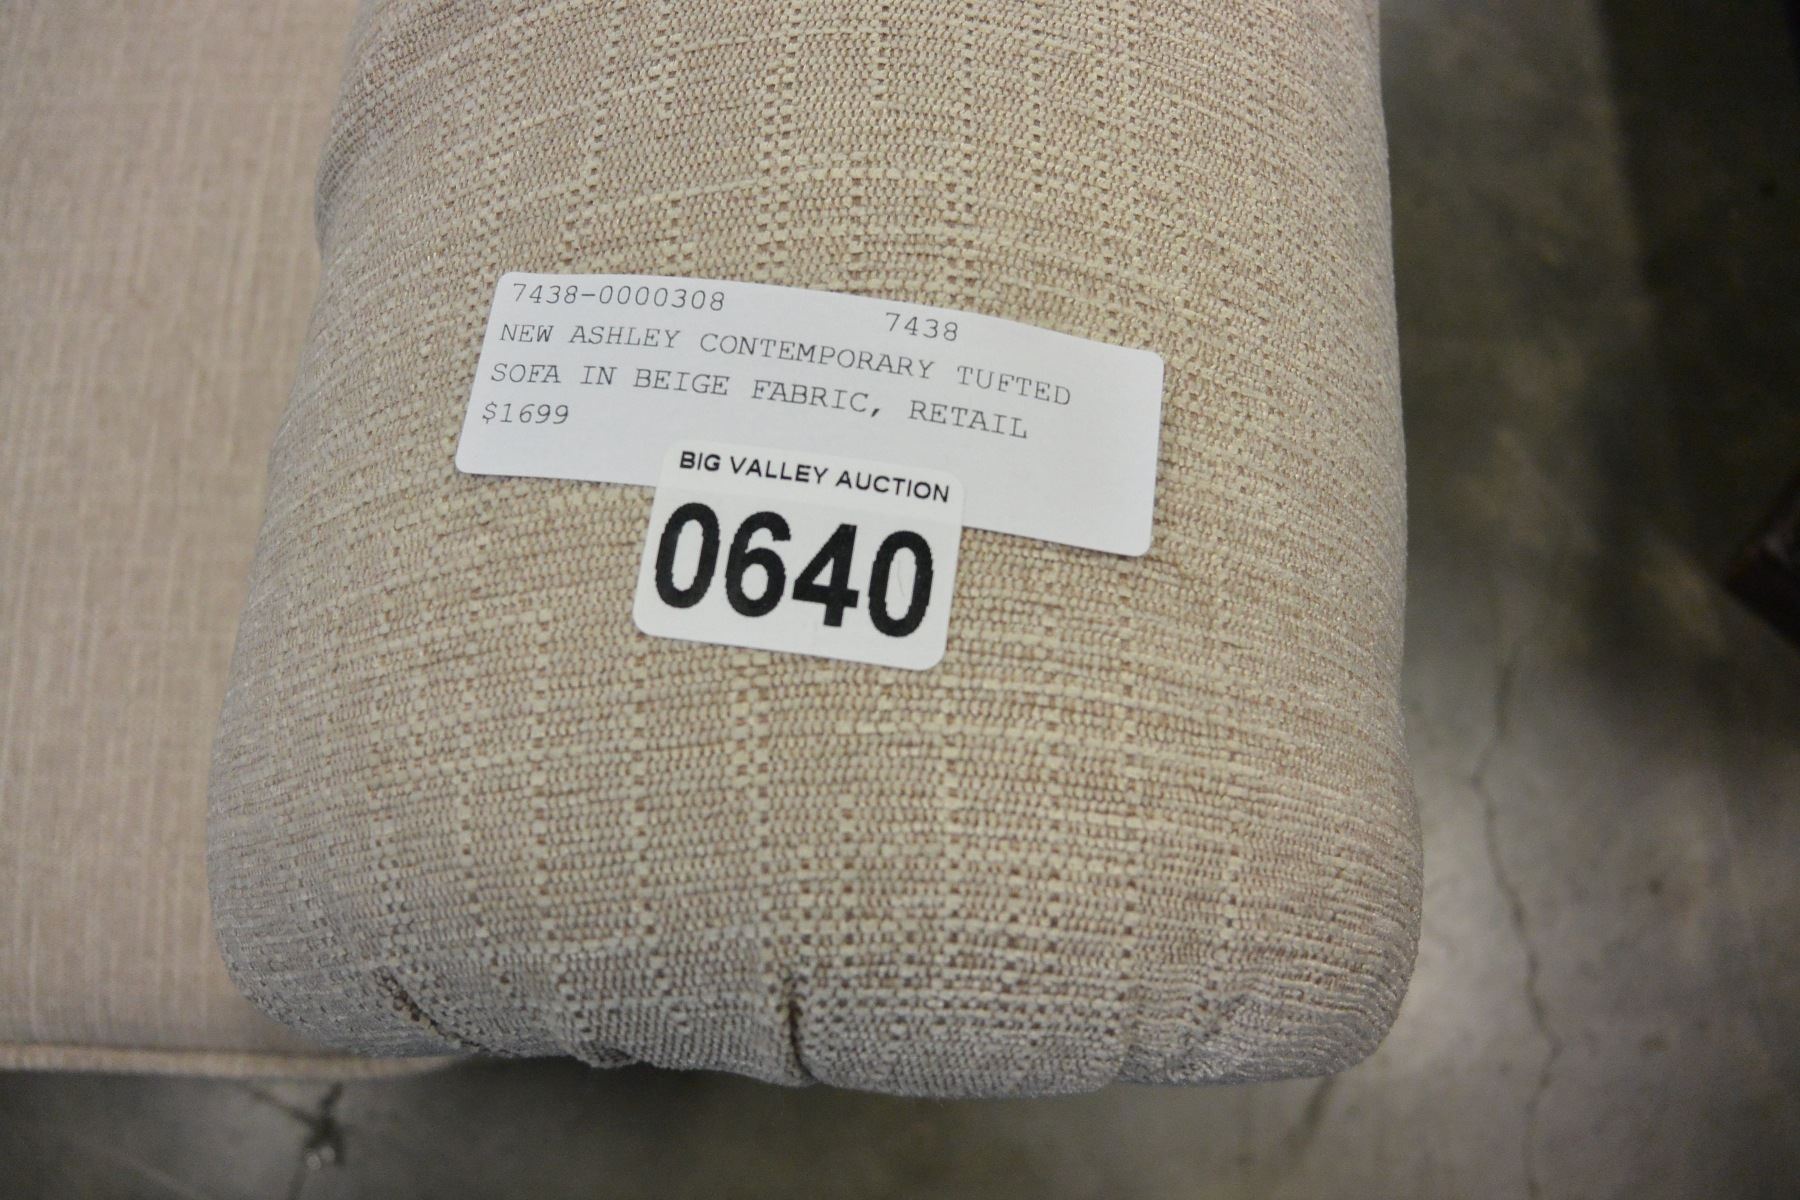 7438-0000308 7438
NEW ASHLEY CONTEMPORARY TUFTED
SOFA IN BEIGE FABRIC, RETAIL
$1699
BIG VALLEY AUCTION
0640